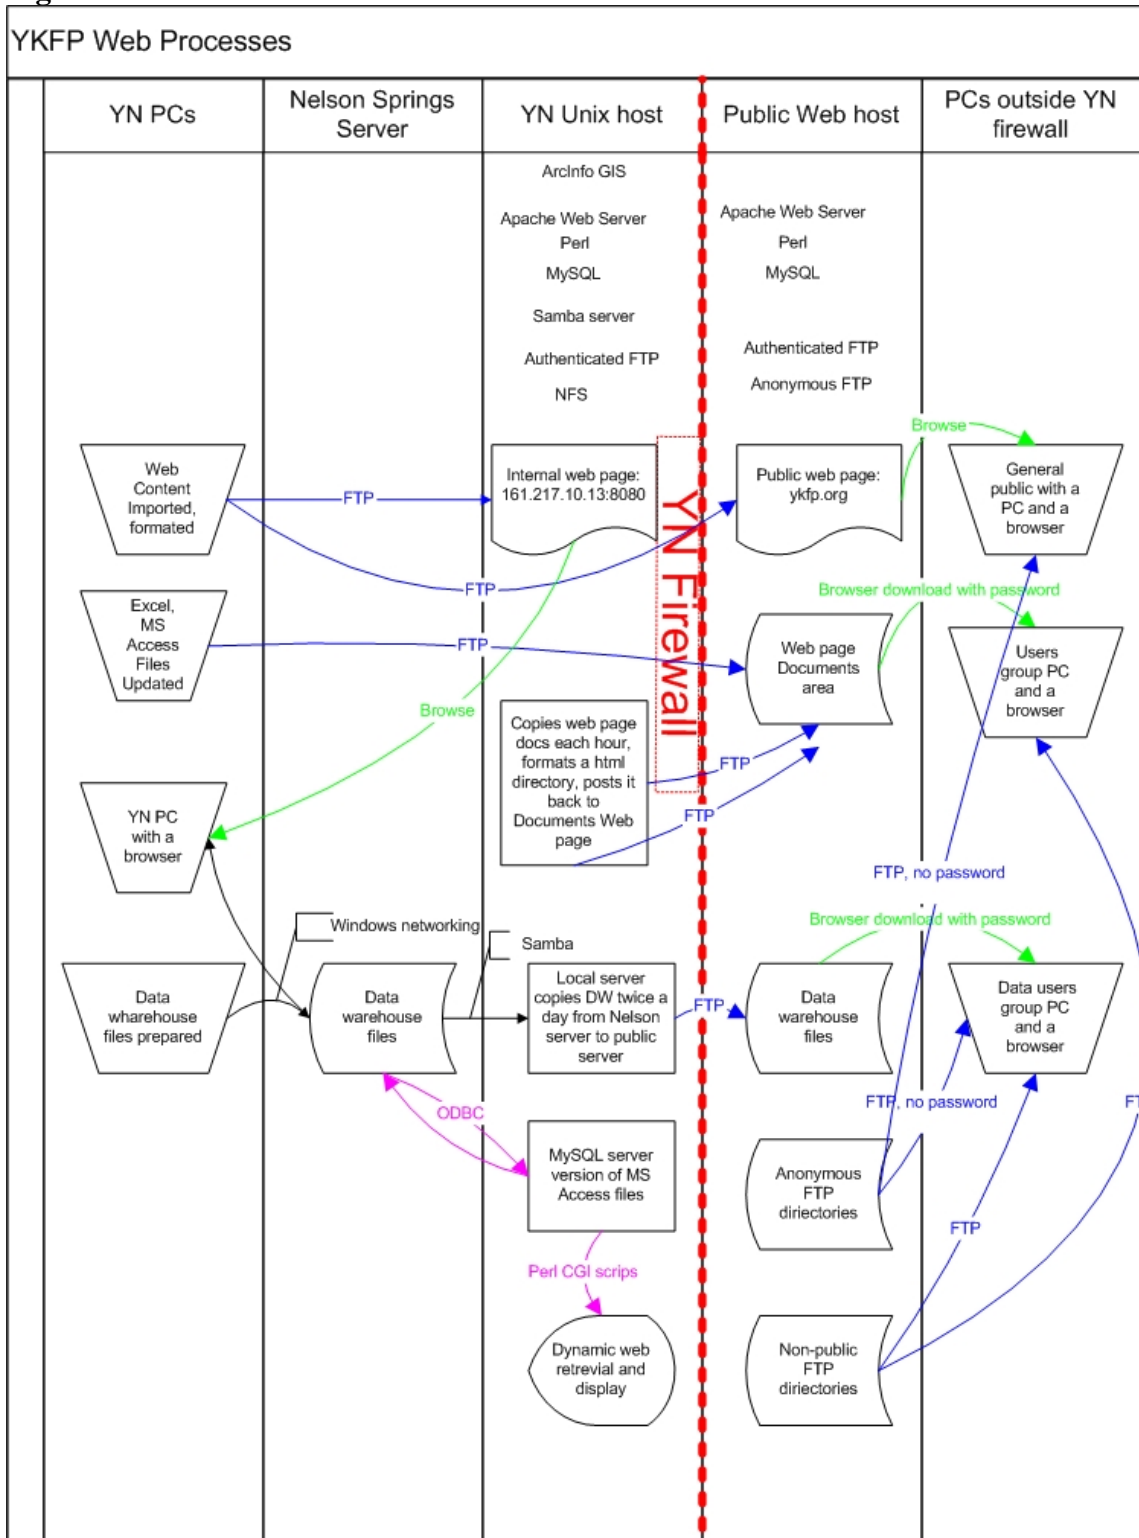 YKFP Web Processes
YN PCs
Nelson Springs
Server
YN Unix host
Public Web host
PCs outside YN
firewall
ArcInfo GIS
Apache Web Server
Perl
MySQL
Samba server
Authenticated FTP
NFS
Apache Web Server
Perl
MySQL
Authenticated FTP
Anonymous FTP
Web
Content
Imported,
formated
FTP
FTP
Internal web page:
161.217.10.13:8080
YN Firewall
Public web page:
ykfp.org
Browse
General
public with a
PC and a
browser
Excel,
MS
Access
Files
Updated
FTP
Web page
Documents
area
Browser download with password
Users
group PC
and a
browser
Browse
Copies web page
docs each hour,
formats a html
directory, posts it
back to
Documents Web
page
FTP
FTP
YN PC
with a
browser
FTP, no password
Windows networking
Samba
Browser download with password
Data
wharehouse
files prepared
Data
warehouse
files
Local server
copies DW twice a
day from Nelson
server to public
server
FTP
Data
warehouse
files
Data users
group PC
and a
browser
ODBC
FTP, no password
MySQL server
version of MS
Access files
Anonymous
FTP
diriectories
FTP
Perl CGI scrips
Dynamic web
retrevial and
display
Non-public
FTP
diriectories